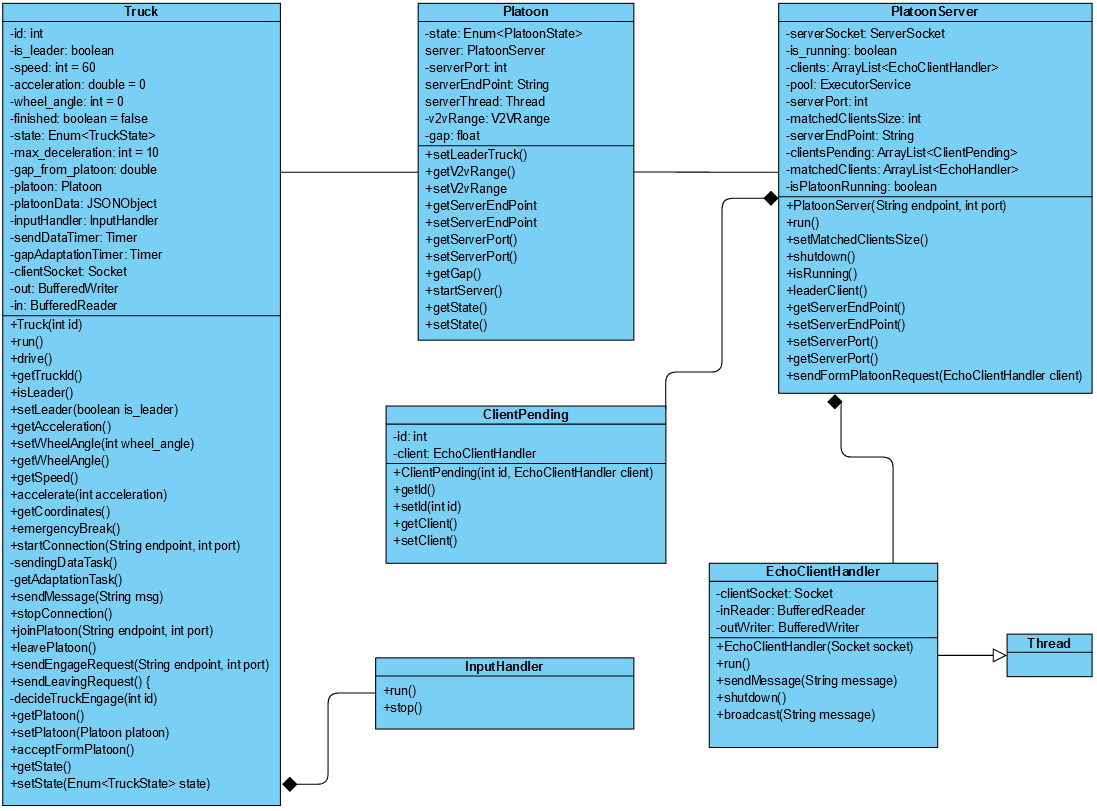 Truck
-id: int
-is_leader: boolean
-speed: int = 60
-acceleration: double = 0
-wheel_angle: int = 0
-finished: boolean = false
-state: Enum<TruckState>
-max_deceleration: int = 10
-gap_from_platoon: double
-platoon: Platoon
-platoonData: JSONObject
-inputHandler: InputHandler
-sendDataTimer: Timer
-gapAdaptationTimer: Timer
-clientSocket: Socket
-out: BufferedWriter
-in: BufferedReader
+Truck(int id)
+run()
+drive()
+getTruckId()
+isLeader()
+setLeader(boolean is_leader)
+getAcceleration()
+setWheelAngle(int wheel_angle)
+getWheelAngle()
+getSpeed()
+accelerate(int acceleration)
+getCoordinates()
+emergencyBreak()
+startConnection(String endpoint, int port)
-sendingDataTask()
-getAdaptationTask()
+sendMessage(String msg)
+stopConnection()
+joinPlatoon(String endpoint, int port)
+leavePlatoon()
+sendEngageRequest(String endpoint, int port)
+sendLeavingRequest() {
-decideTruckEngage(int id)
+getPlatoon()
+setPlatoon(Platoon platoon)
+acceptFormPlatoon()
+getState()
+setState(Enum<TruckState> state)
Platoon
-state: Enum<PlatoonState>
server: PlatoonServer
-serverPort: int
serverEndPoint: String
serverThread: Thread
-v2vRange: V2VRange
-gap: float
+setLeaderTruck()
+getV2vRange()
+setV2vRange
+getServerEndPoint
+setServerEndPoint
+getServerPort()
+setServerPort()
+getGap()
+startServer()
+getState()
+setState()
PlatoonServer
-serverSocket: ServerSocket
-is_running: boolean
-clients: ArrayList<EchoClientHandler>
-pool: ExecutorService
-serverPort: int
-matchedClientsSize: int
-serverEndPoint: String
-clientsPending: ArrayList<ClientPending>
-matchedClients: ArrayList<EchoHandler>
-isPlatoonRunning: boolean
+PlatoonServer(String endpoint, int port)
+run()
+setMatchedClientsSize()
+shutdown()
+isRunning()
+leaderClient()
+getServerEndPoint()
+setServerEndPoint()
+setServerPort()
+getServerPort()
+sendFormPlatoonRequest(EchoClientHandler client)
ClientPending
-id: int
-client: EchoClientHandler
+ClientPending(int id, EchoClientHandler client)
+getId()
+setId(int id)
+getClient()
+setClient()
EchoClientHandler
-clientSocket: Socket
-inReader: BufferedReader
-outWriter: BufferedWriter
+EchoClientHandler(Socket socket)
+run()
+sendMessage(String message)
+shutdown()
+broadcast(String message)
Thread
InputHandler
+run()
+stop()